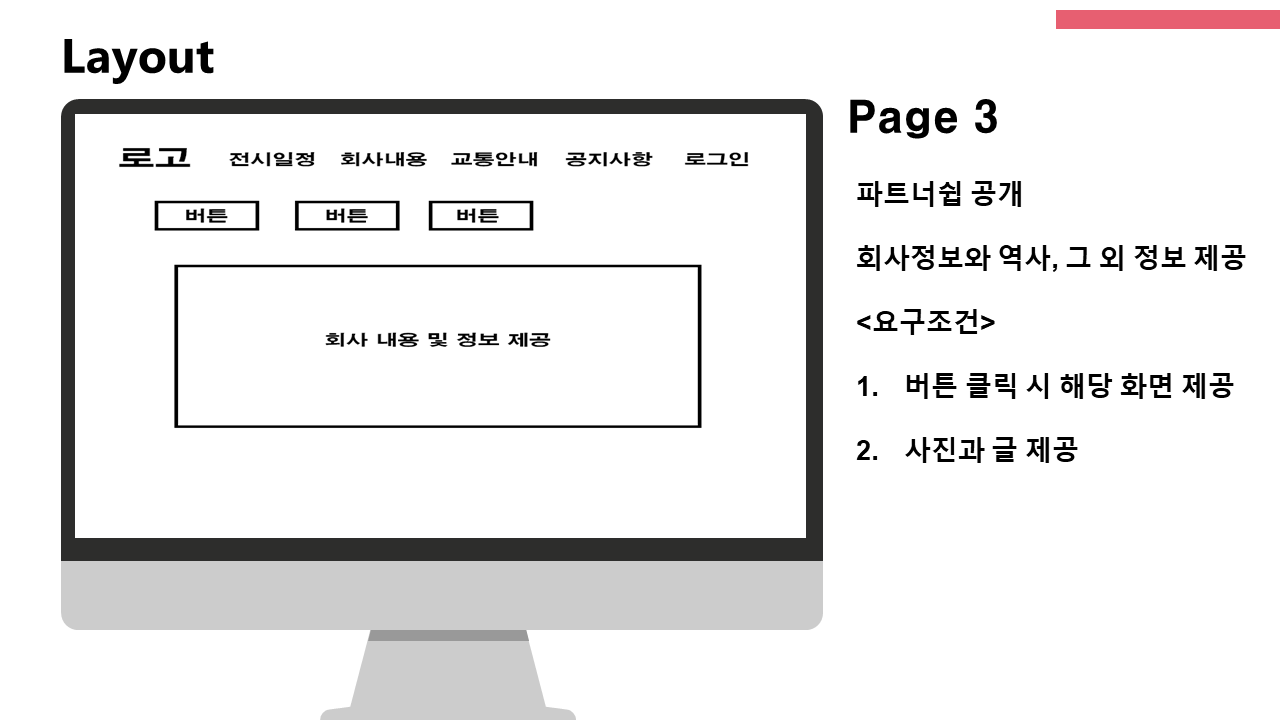 Layout
로고 전시일정 회사내용 교통안내 공지사항 로그인
버튼 버튼 버튼
회사 내용 및 정보 제공
Page 3
파트너쉽 공개
회사정보와 역사, 그 외 정보 제공
<요구조건>
1. 버튼 클릭 시 해당 화면 제공
2. 사진과 글 제공